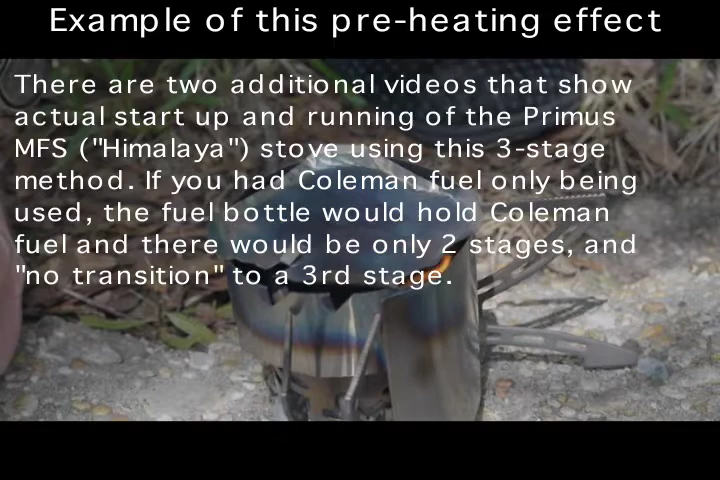 Example of this pre-heating effect
There are two additional videos that show
actual start up and running of the Primus
MFS ("Himalaya") stove using this 3-stage
method. If you had Coleman fuel only being
used, the fuel bottle would hold Coleman
fuel and there would be only 2 stages, and
"no transition" to a 3rd stage.